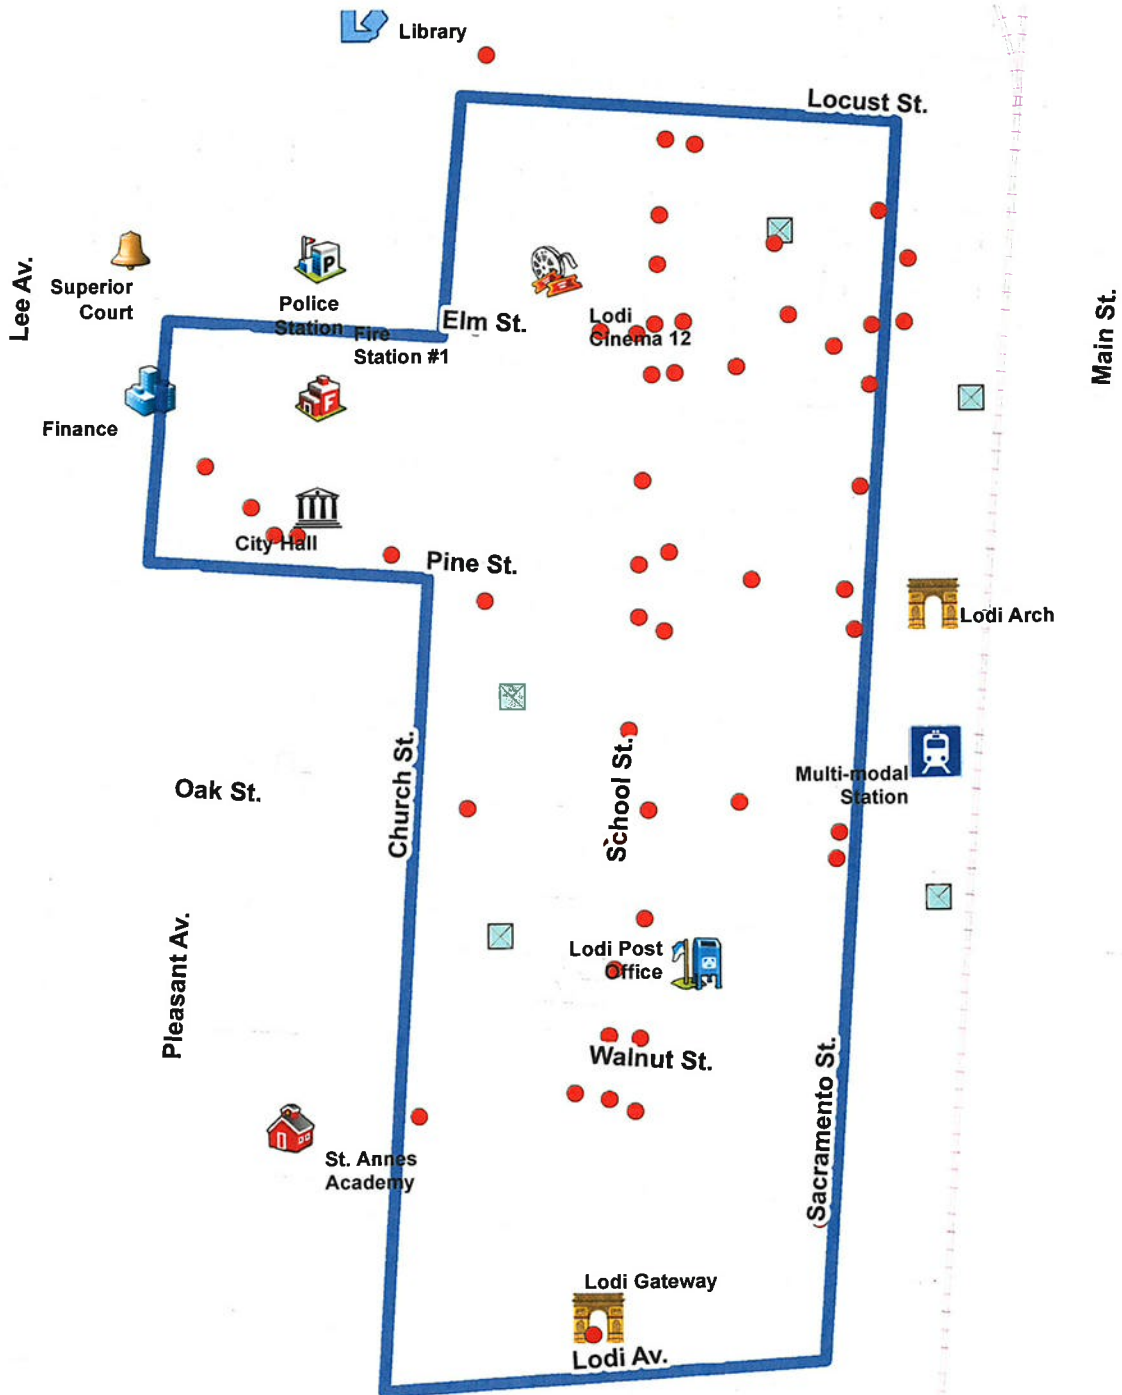 Library
Locust St.
Lee Av.
Superior
Court
Police
Station
Elm St.
Fire
Station #1
Lodi
Cinema 12
Main St.
P
F
Finance
City Hall
Pine St.
Lodi Arch
Church St.
School St.
Oak St.
Multi-modal
Station
Pleasant Av.
Lodi Post
Office
Walnut St.
Sacramento St.
St. Annes
Academy
Lodi Gateway
Lodi Av.